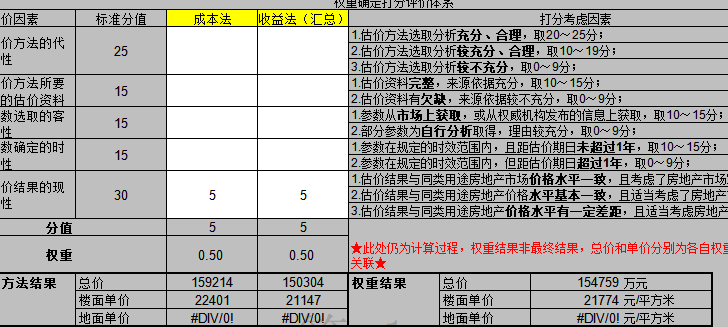 权重确定打分评价体系
价因素 标准分值 成本法 收益法（汇总） 打分考虑因素
价方法的代
性
25
1.估价方法选取分析充分、合理，取20～25分；
2.估价方法选取分析较充分、合理，取10～19分；
3.估价方法选取分析较不充分，取0～9分；
价方法所要
的估价资料
15
1.估价资料完整，来源依据充分，取10～15分；
2.估价资料有欠缺，来源依据较不充分，取0～9分；
数选取的客
性
15
1.参数从市场上获取，或从权威机构发布的信息上获取，取10～15分；
2.部分参数为自行分析取得，理由较充分，取0～9分；
数确定的时
性
15
1.参数在规定的时效范围内，且距估价期日未超过1年，取10～15分；
2.参数在规定的时效范围内，但距估价期日超过1年，取0～9分；
价结果的现
性
30 5 5
1.估价结果与同类用途房地产市场价格水平一致，且考虑了房地产市场
2.估价结果与同类用途房地产价格水平基本一致，且适当考虑了房地产
3.估价结果与同类用途房地产价格水平有一定差距，且适当考虑房地产
分值 5 5
权重 0.50 0.50
★此处仍为计算过程，权重结果非最终结果，总价和单价分别为各自权重
关联★
方法结果 总价 159214 150304 权重结果 154759 万元
楼面单价 22401 21147 21774 元/平方米
地面单价 #DIV/0! #DIV/0! #DIV/0! 元/平方米